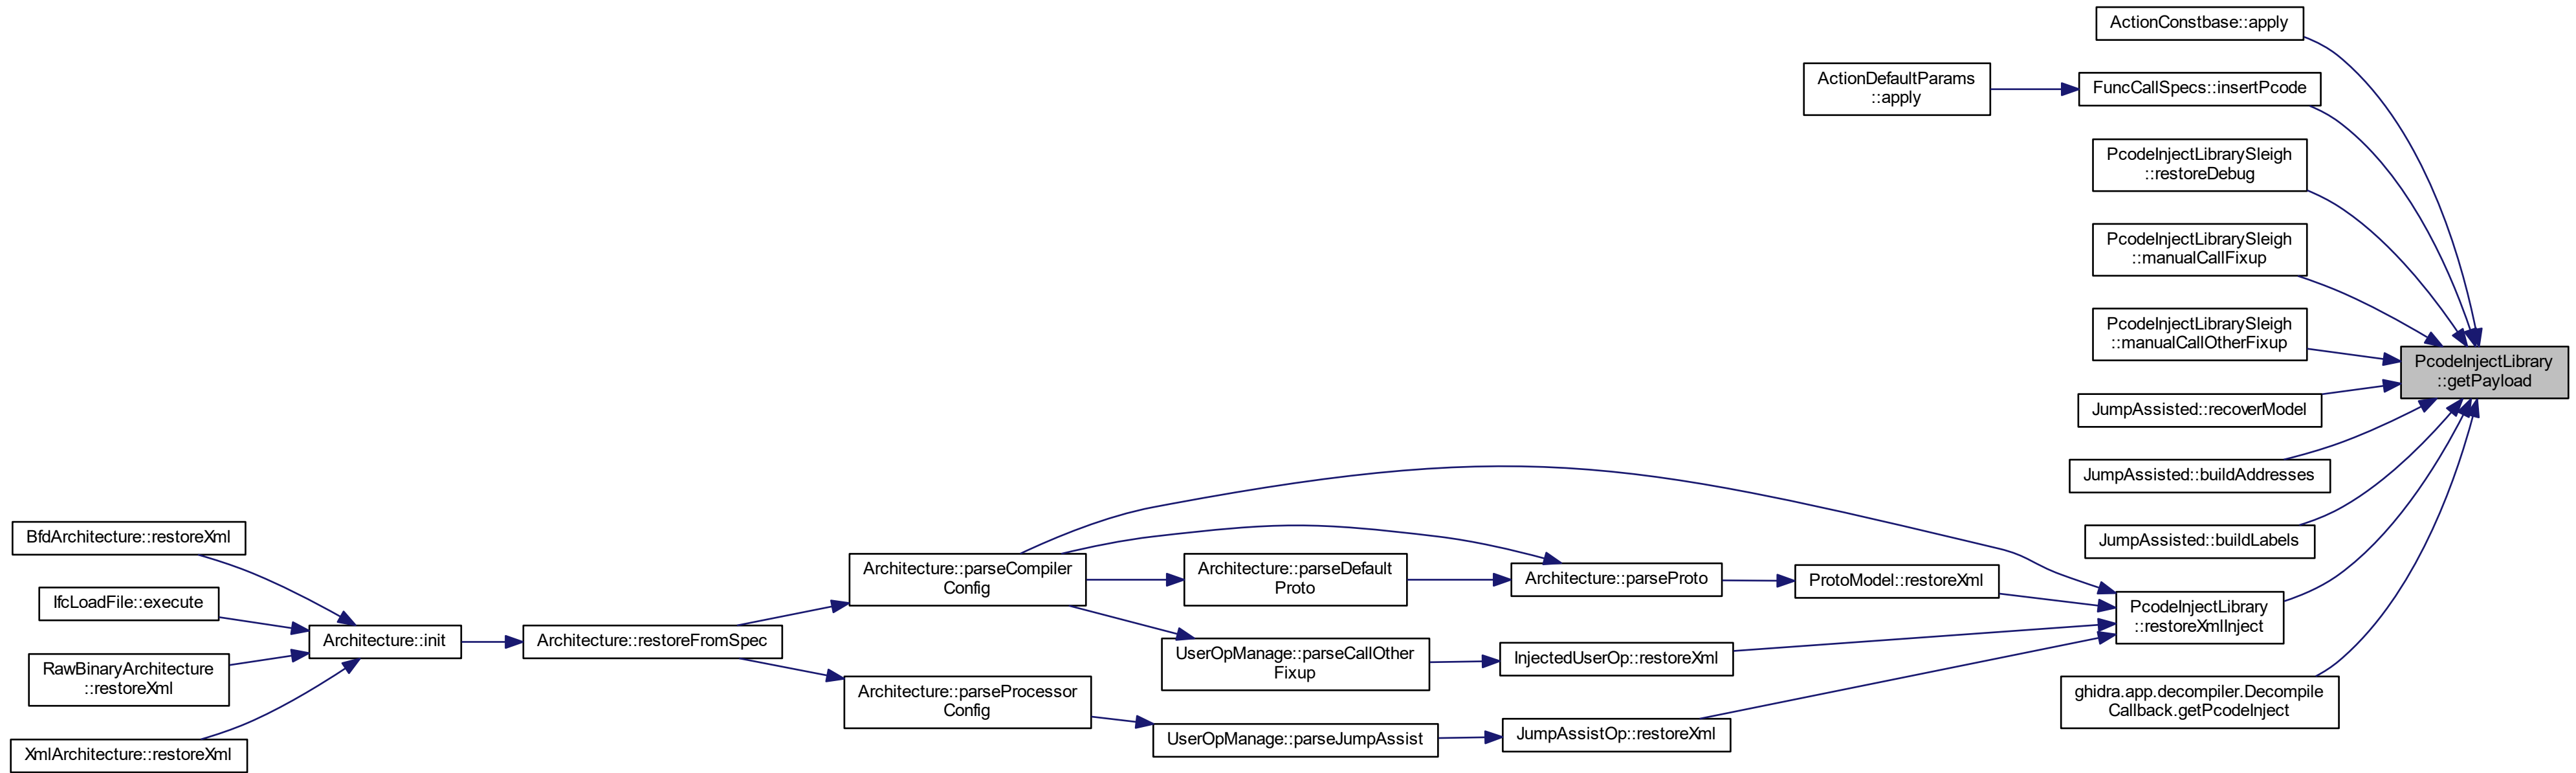 ActionConstbase::apply
ActionDefaultParams
::apply
FuncCallSpecs::insertPcode
PcodeInjectLibrarySleigh
::restoreDebug
PcodeInjectLibrarySleigh
::manualCallFixup
PcodeInjectLibrarySleigh
::manualCallOtherFixup
PcodeInjectLibrary
::getPayload
JumpAssisted::recoverModel
JumpAssisted::buildAddresses
JumpAssisted::buildLabels
BfdArchitecture::restoreXml
IfcLoadFile::execute
RawBinaryArchitecture
::restoreXml
XmlArchitecture::restoreXml
Architecture::init
Architecture::restoreFromSpec
Architecture::parseCompiler
Config
Architecture::parseProcessor
Config
Architecture::parseDefault
Proto
UserOpManage::parseCallOther
Fixup
UserOpManage::parseJumpAssist
Architecture::parseProto
InjectedUserOp::restoreXml
JumpAssistOp::restoreXml
ProtoModel::restoreXml
PcodeInjectLibrary
::restoreXmlInject
ghidra.app.decompiler.Decompile
Callback.getPcodeInject